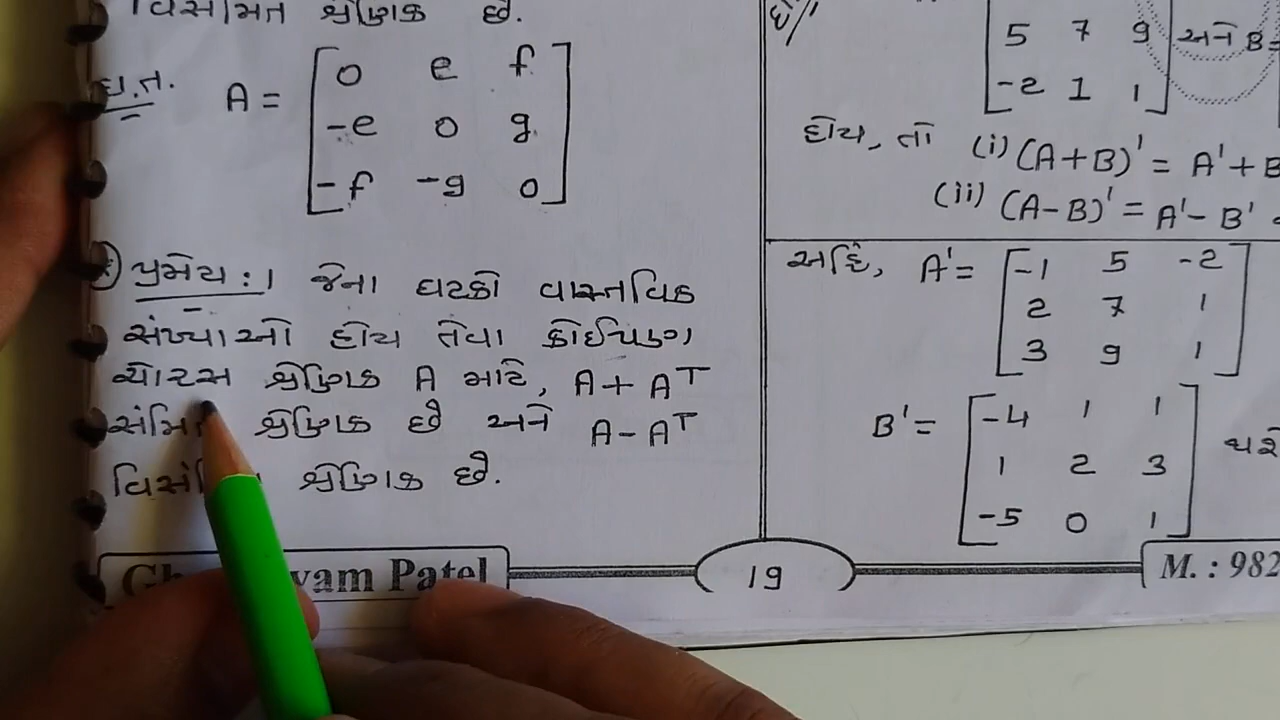 વિસંમિત શ્રેણિક છે.
દા.ત. A = [ 0 e f
-e 0 g
-f -g 0 ]
પ્રમેય : 1 જેના ઘટકો વાસ્તવિક
સંખ્યાઓ હોય તેવા કોઈપણ
ચોરસ શ્રેણિક A માટે, A + Aᵀ
શ્રેણિક છે અને A - Aᵀ
શ્રેણિક છે.
Patel
19
5 7 9
-2 1 1 ] અને B =
હોય, તો (i) (A+B)' = A' + B
(ii) (A-B)' = A' - B'
અહિં, A' = [ -1 5 -2
2 7 1
3 9 1 ]
B' = [ -4 1 1
1 2 3
-5 0 1 ] થશે
M. : 982